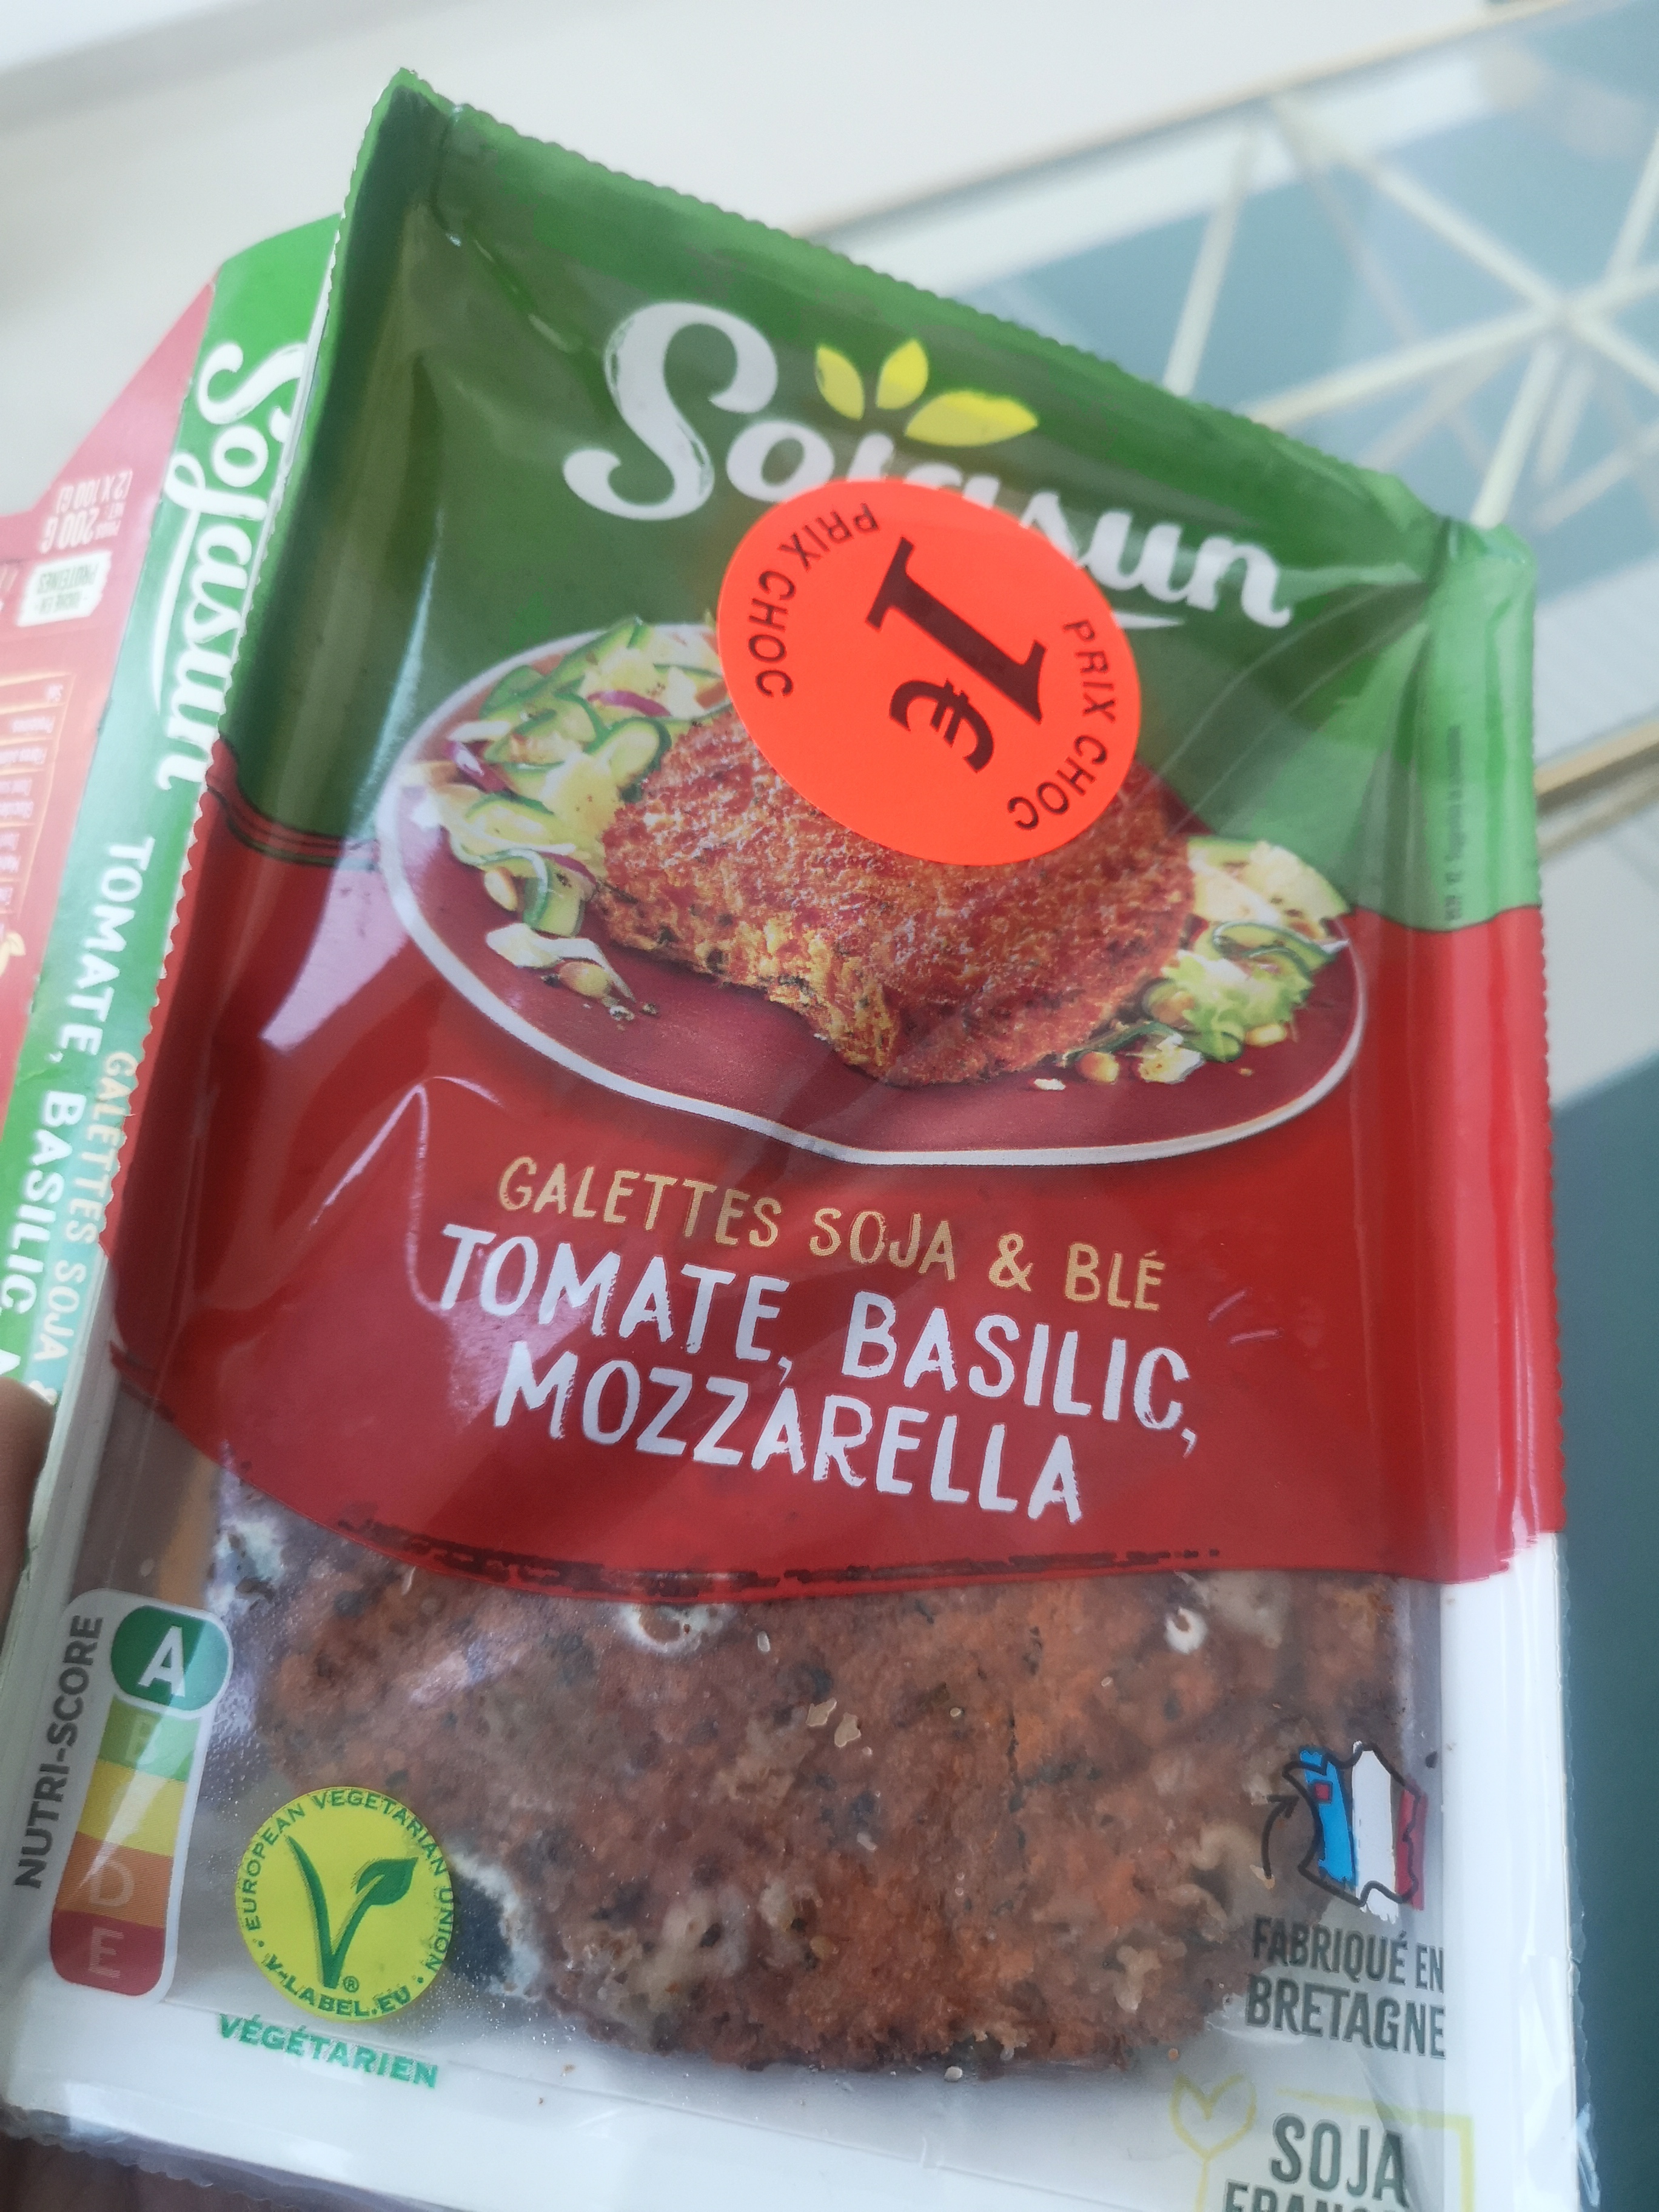 Sojasun
PRIX CHOC
1€
PRIX CHOC
GALETTES SOJA & BLÉ
TOMATE, BASILIC,
MOZZARELLA
NUTRI-SCORE
A
B
D
E
EUROPEAN VEGETARIAN UNION
V-LABEL.EU
®
VÉGÉTARIEN
FABRIQUÉ EN
BRETAGNE
SOJA
Sojasun
GALETTES SOJA &
TOMATE, BASILIC,
200 G
(2 X 100 G)
PROTÉINES